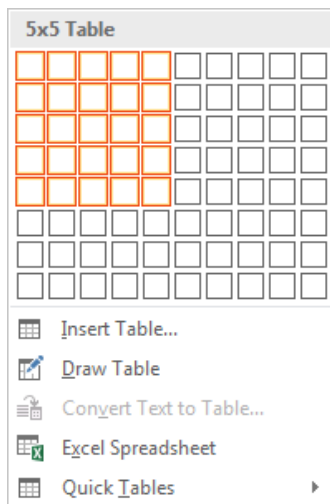 5x5 Table
Insert Table...
Draw Table
Convert Text to Table...
Excel Spreadsheet
Quick Tables